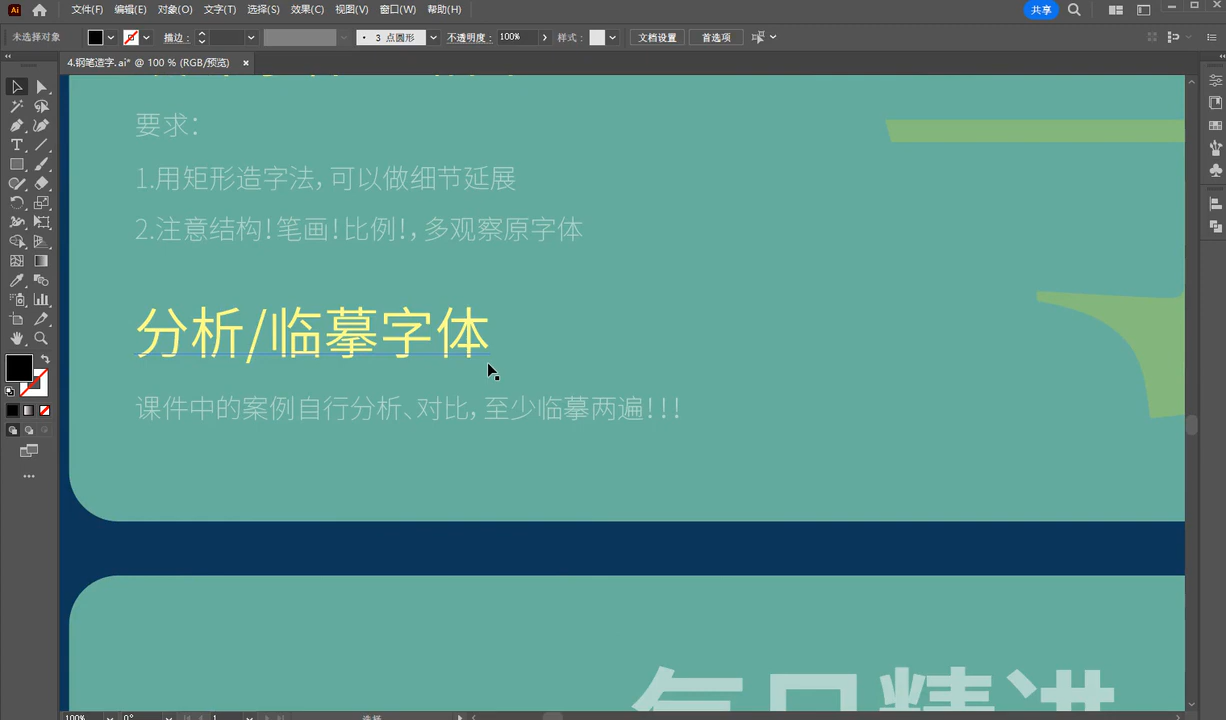 Ai 文件(F) 编辑(E) 对象(O) 文字(T) 选择(S) 效果(C) 视图(V) 窗口(W) 帮助(H) 共享
未选择对象 描边: 3 点圆形 不透明度: 100% 样式: 文档设置 首选项
4.钢笔造字.ai* @ 100 % (RGB/预览) ×
要求:
1.用矩形造字法,可以做细节延展
2.注意结构!笔画!比例!,多观察原字体
分析/临摹字体
课件中的案例自行分析、对比,至少临摹两遍!!!
每日精进
100% 0° 1 选择